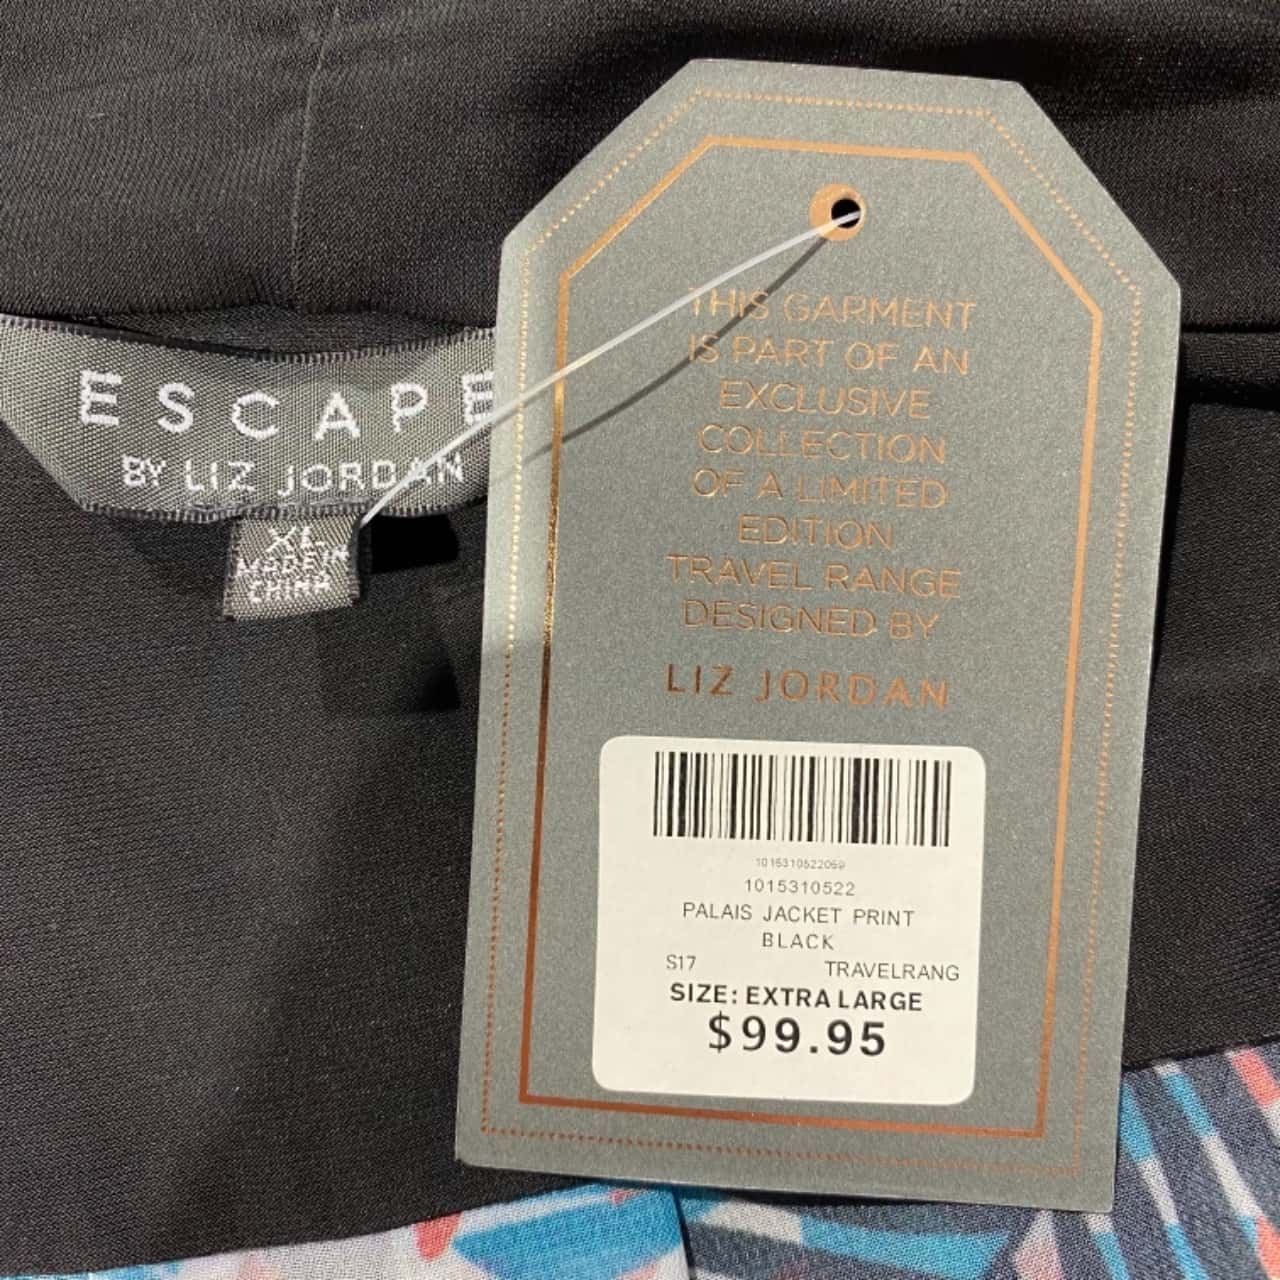 ESCAPE
BY LIZ JORDAN
XL
MADE IN
CHINA
THIS GARMENT
IS PART OF AN
EXCLUSIVE
COLLECTION
OF A LIMITED
EDITION
TRAVEL RANGE
DESIGNED BY
LIZ JORDAN
1015310522069
1015310522
PALAIS JACKET PRINT
BLACK
S17 TRAVELRANG
SIZE: EXTRA LARGE
$99.95